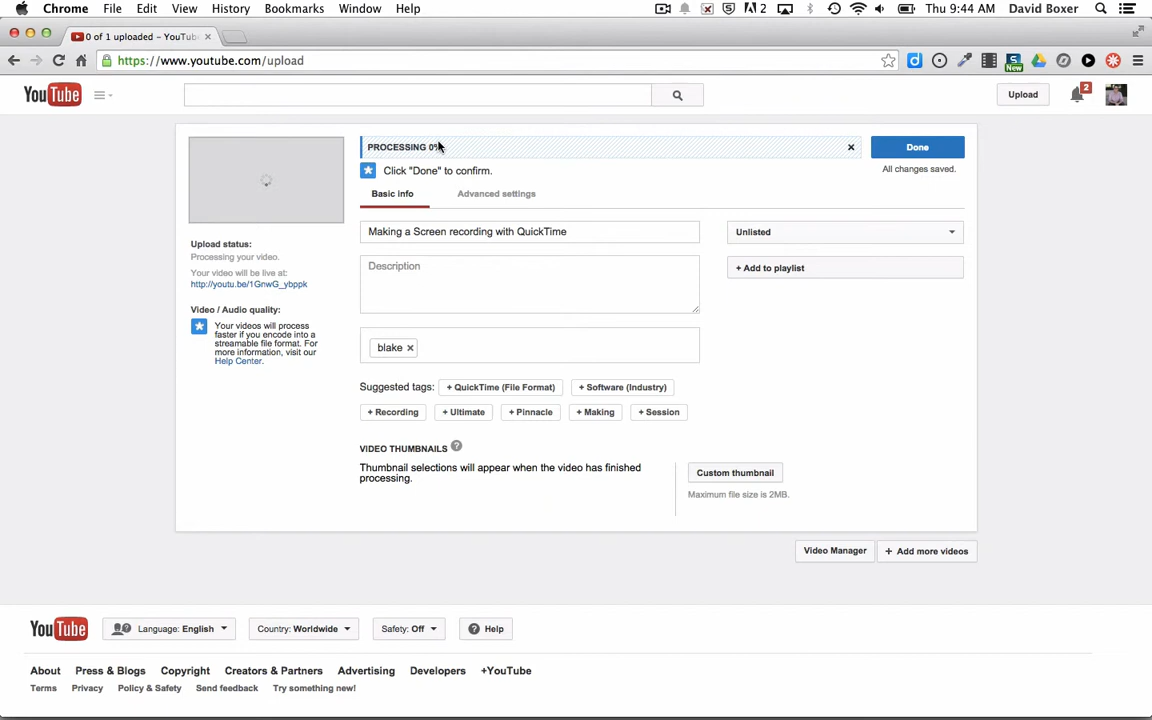 Chrome File Edit View History Bookmarks Window Help 2 Thu 9:44 AM David Boxer
0 of 1 uploaded - YouTub
https://www.youtube.com/upload
New
YouTube
Upload
2
PROCESSING 0%
Done
Click "Done" to confirm.
All changes saved.
Basic info Advanced settings
Making a Screen recording with QuickTime
Unlisted
Description
+ Add to playlist
Upload status:
Processing your video.
Your video will be live at:
http://youtu.be/1GnwG_ybppk
Video / Audio quality:
Your videos will process
faster if you encode into a
streamable file format. For
more information, visit our
Help Center.
blake
Suggested tags: + QuickTime (File Format) + Software (Industry)
+ Recording + Ultimate + Pinnacle + Making + Session
VIDEO THUMBNAILS ?
Thumbnail selections will appear when the video has finished
processing.
Custom thumbnail
Maximum file size is 2MB.
Video Manager + Add more videos
YouTube Language: English Country: Worldwide Safety: Off ? Help
About Press & Blogs Copyright Creators & Partners Advertising Developers +YouTube
Terms Privacy Policy & Safety Send feedback Try something new!